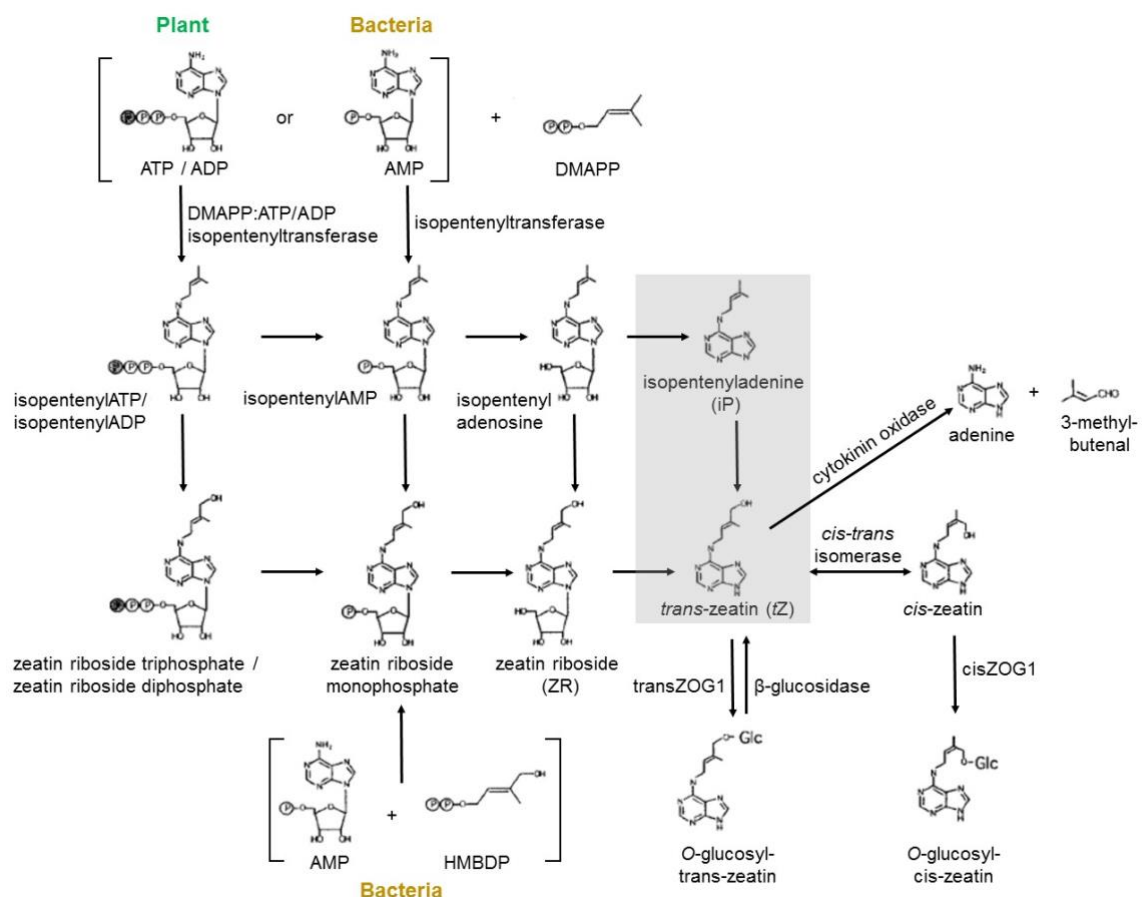 Plant
Bacteria
NH₂
NH₂
N
N
N
N
N
N
N
N
P P P
O
O
HO OH
or
P
O
O
HO OH
+
P P
O
ATP / ADP
AMP
DMAPP
DMAPP:ATP/ADP
isopentenyltransferase
isopentenyltransferase
isopentenylATP/
isopentenylADP
isopentenylAMP
isopentenyl
adenosine
isopentenyladenine
(iP)
cytokinin oxidase
NH₂
adenine
+
CHO
3-methyl-
butenal
cis-trans
isomerase
trans-zeatin (tZ)
cis-zeatin
zeatin riboside triphosphate /
zeatin riboside diphosphate
zeatin riboside
monophosphate
zeatin riboside
(ZR)
transZOG1
β-glucosidase
cisZOG1
NH₂
AMP
+
OH
HMBDP
Bacteria
O- Glc
O-glucosyl-
trans-zeatin
O-Glc
O-glucosyl-
cis-zeatin